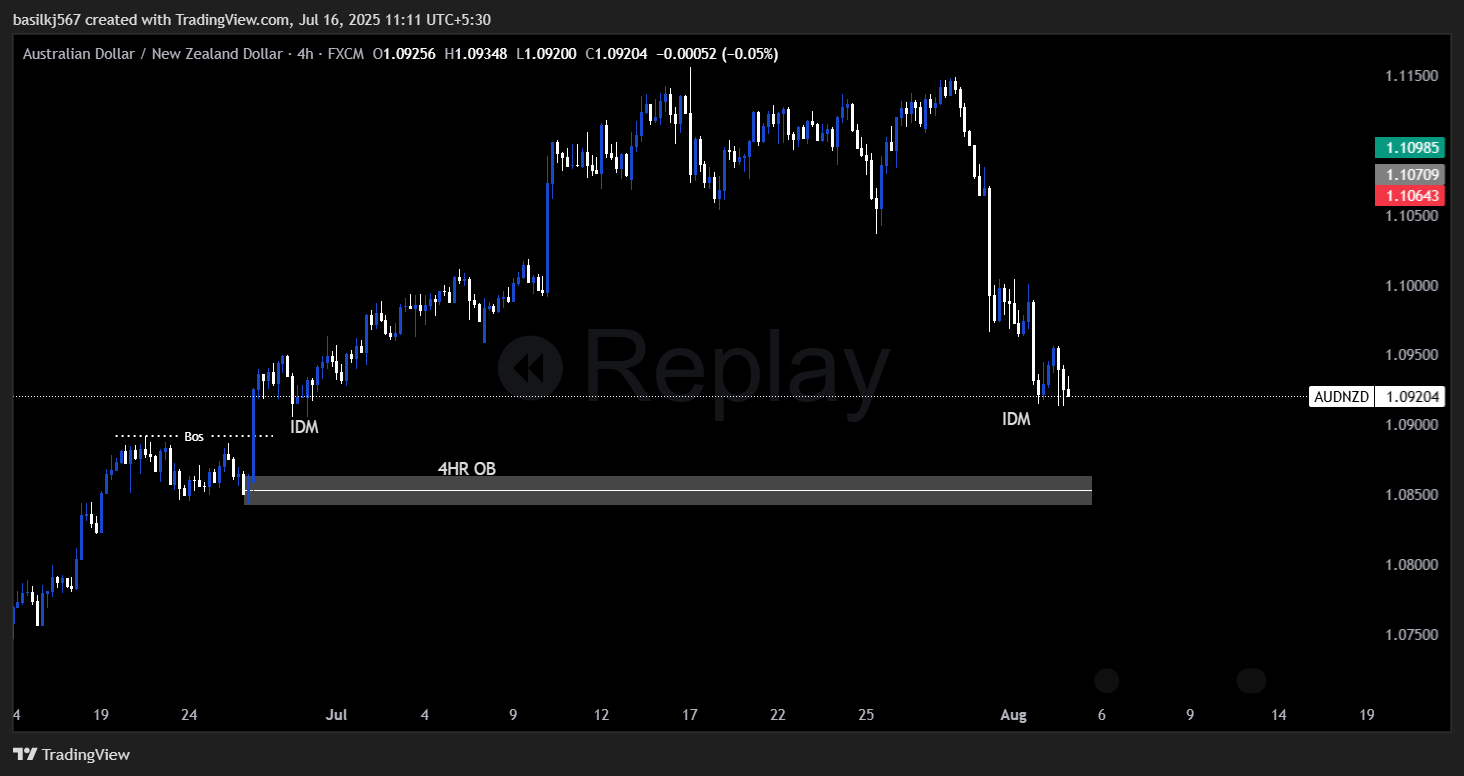 basilkj567 created with TradingView.com, Jul 16, 2025 11:11 UTC+5:30
Australian Dollar / New Zealand Dollar · 4h · FXCM O1.09256 H1.09348 L1.09200 C1.09204 −0.00052 (−0.05%)
1.11500
1.10985
1.10709
1.10643
1.10500
1.10000
Replay
1.09500
AUDNZD 1.09204
IDM
1.09000
IDM
Bos
4HR OB
1.08500
1.08000
1.07500
4 19 24 Jul 4 9 12 17 22 25 Aug 6 9 14 19
TradingView